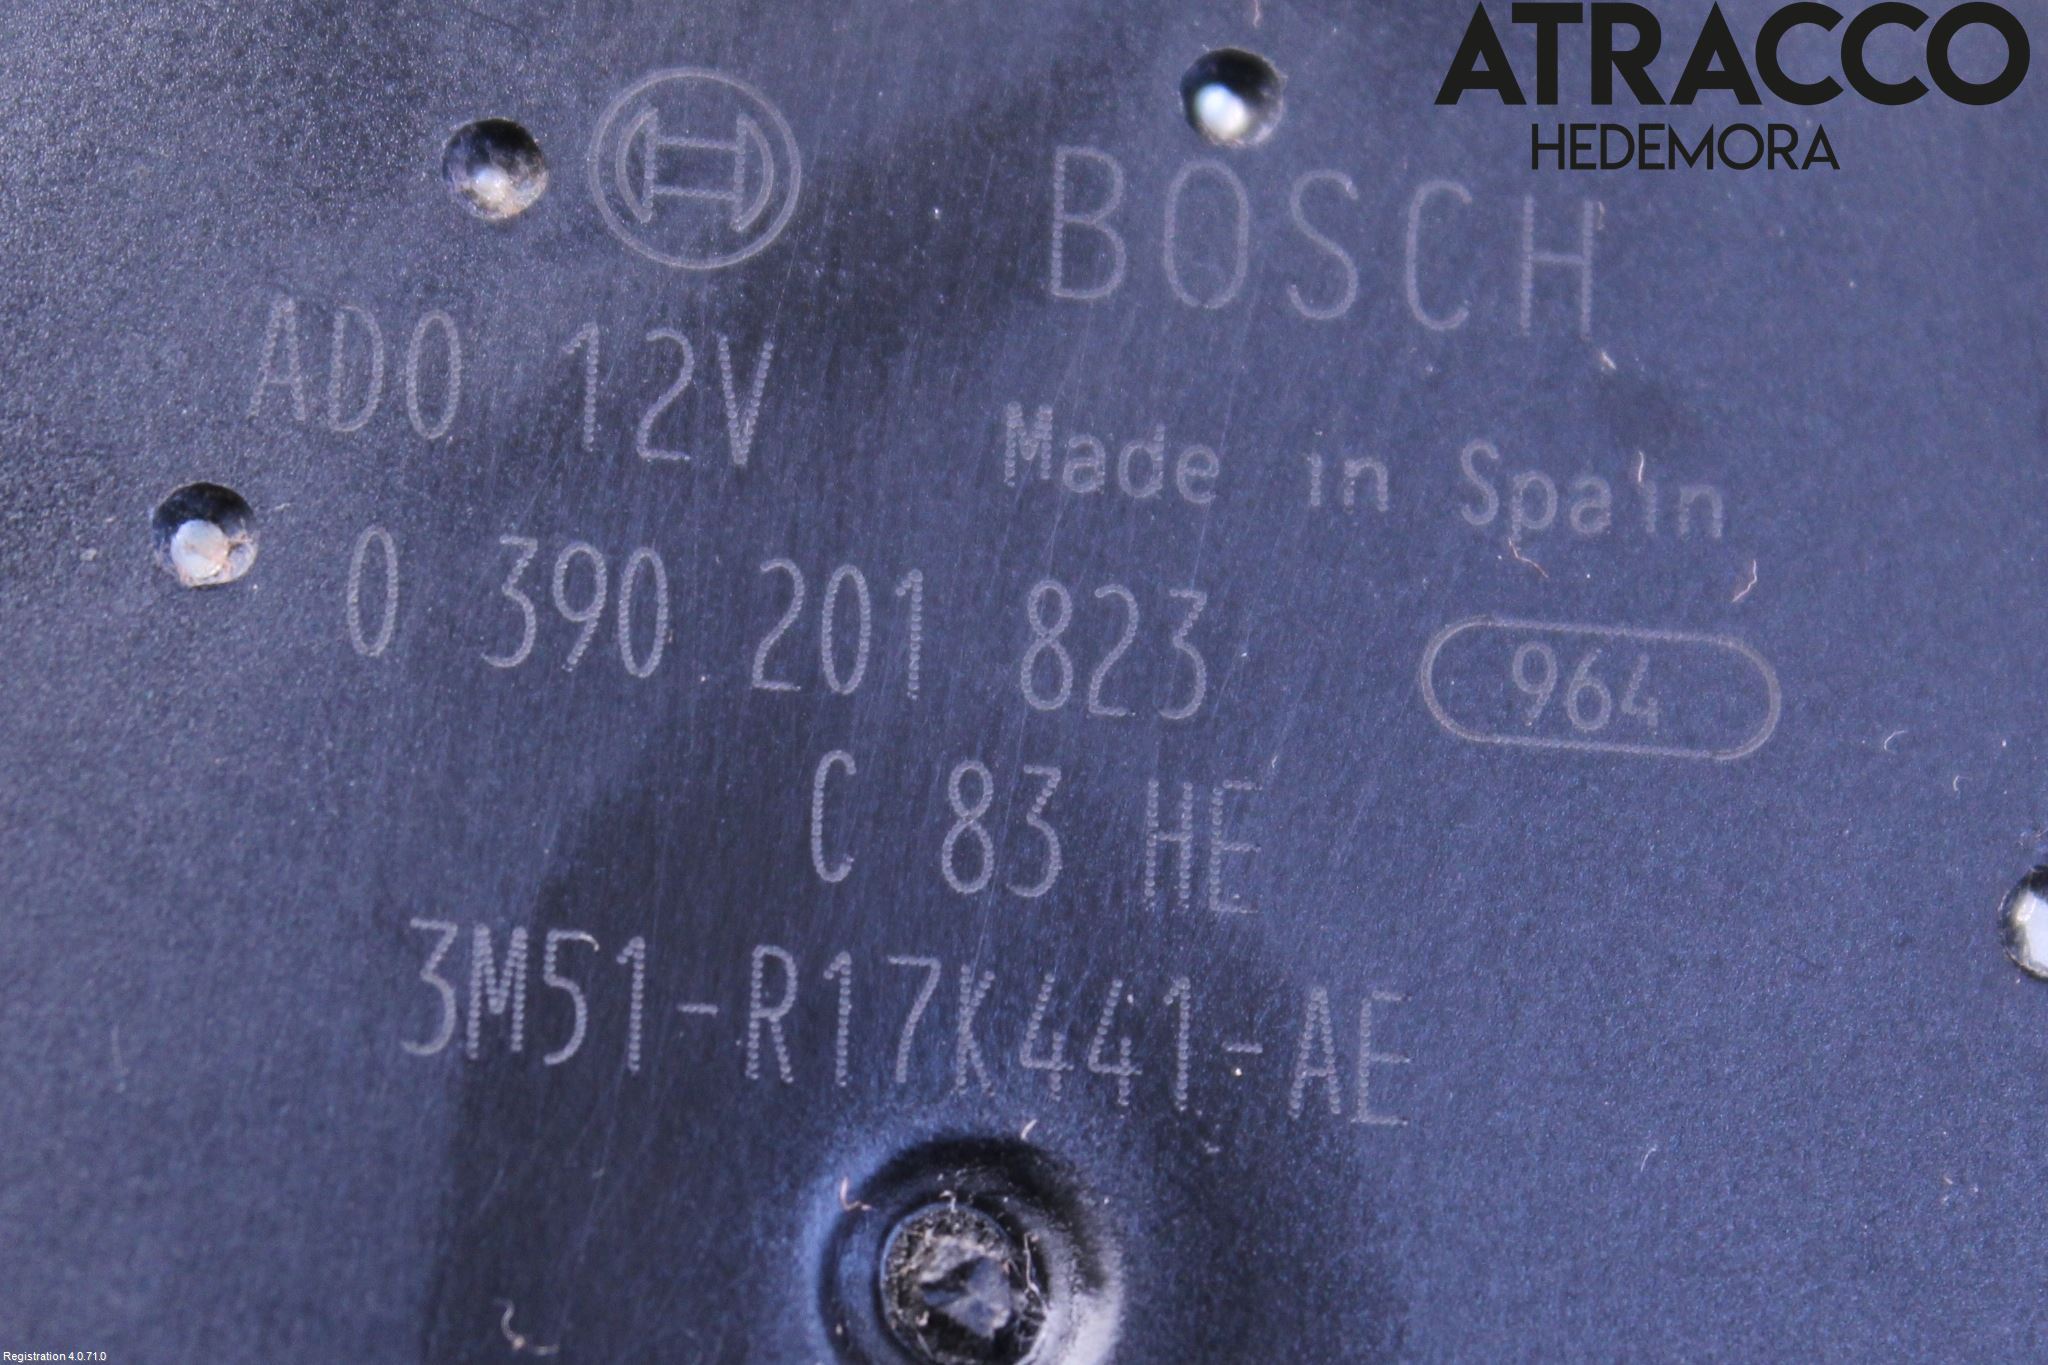 ATRACCO
HEDEMORA
BOSCH
ADO 12V
Made in Spain
0 390 201 823
964
C 83 HE
3M51-R17K441-AE
Registration 4.0.71.0